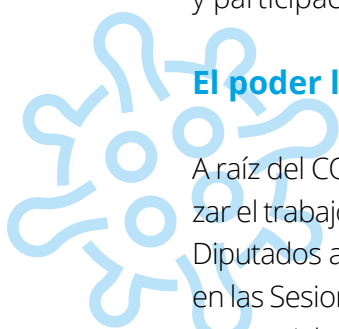 y participac
El poder l
A raíz del CO
zar el trabajo
Diputados a
en las Sesion